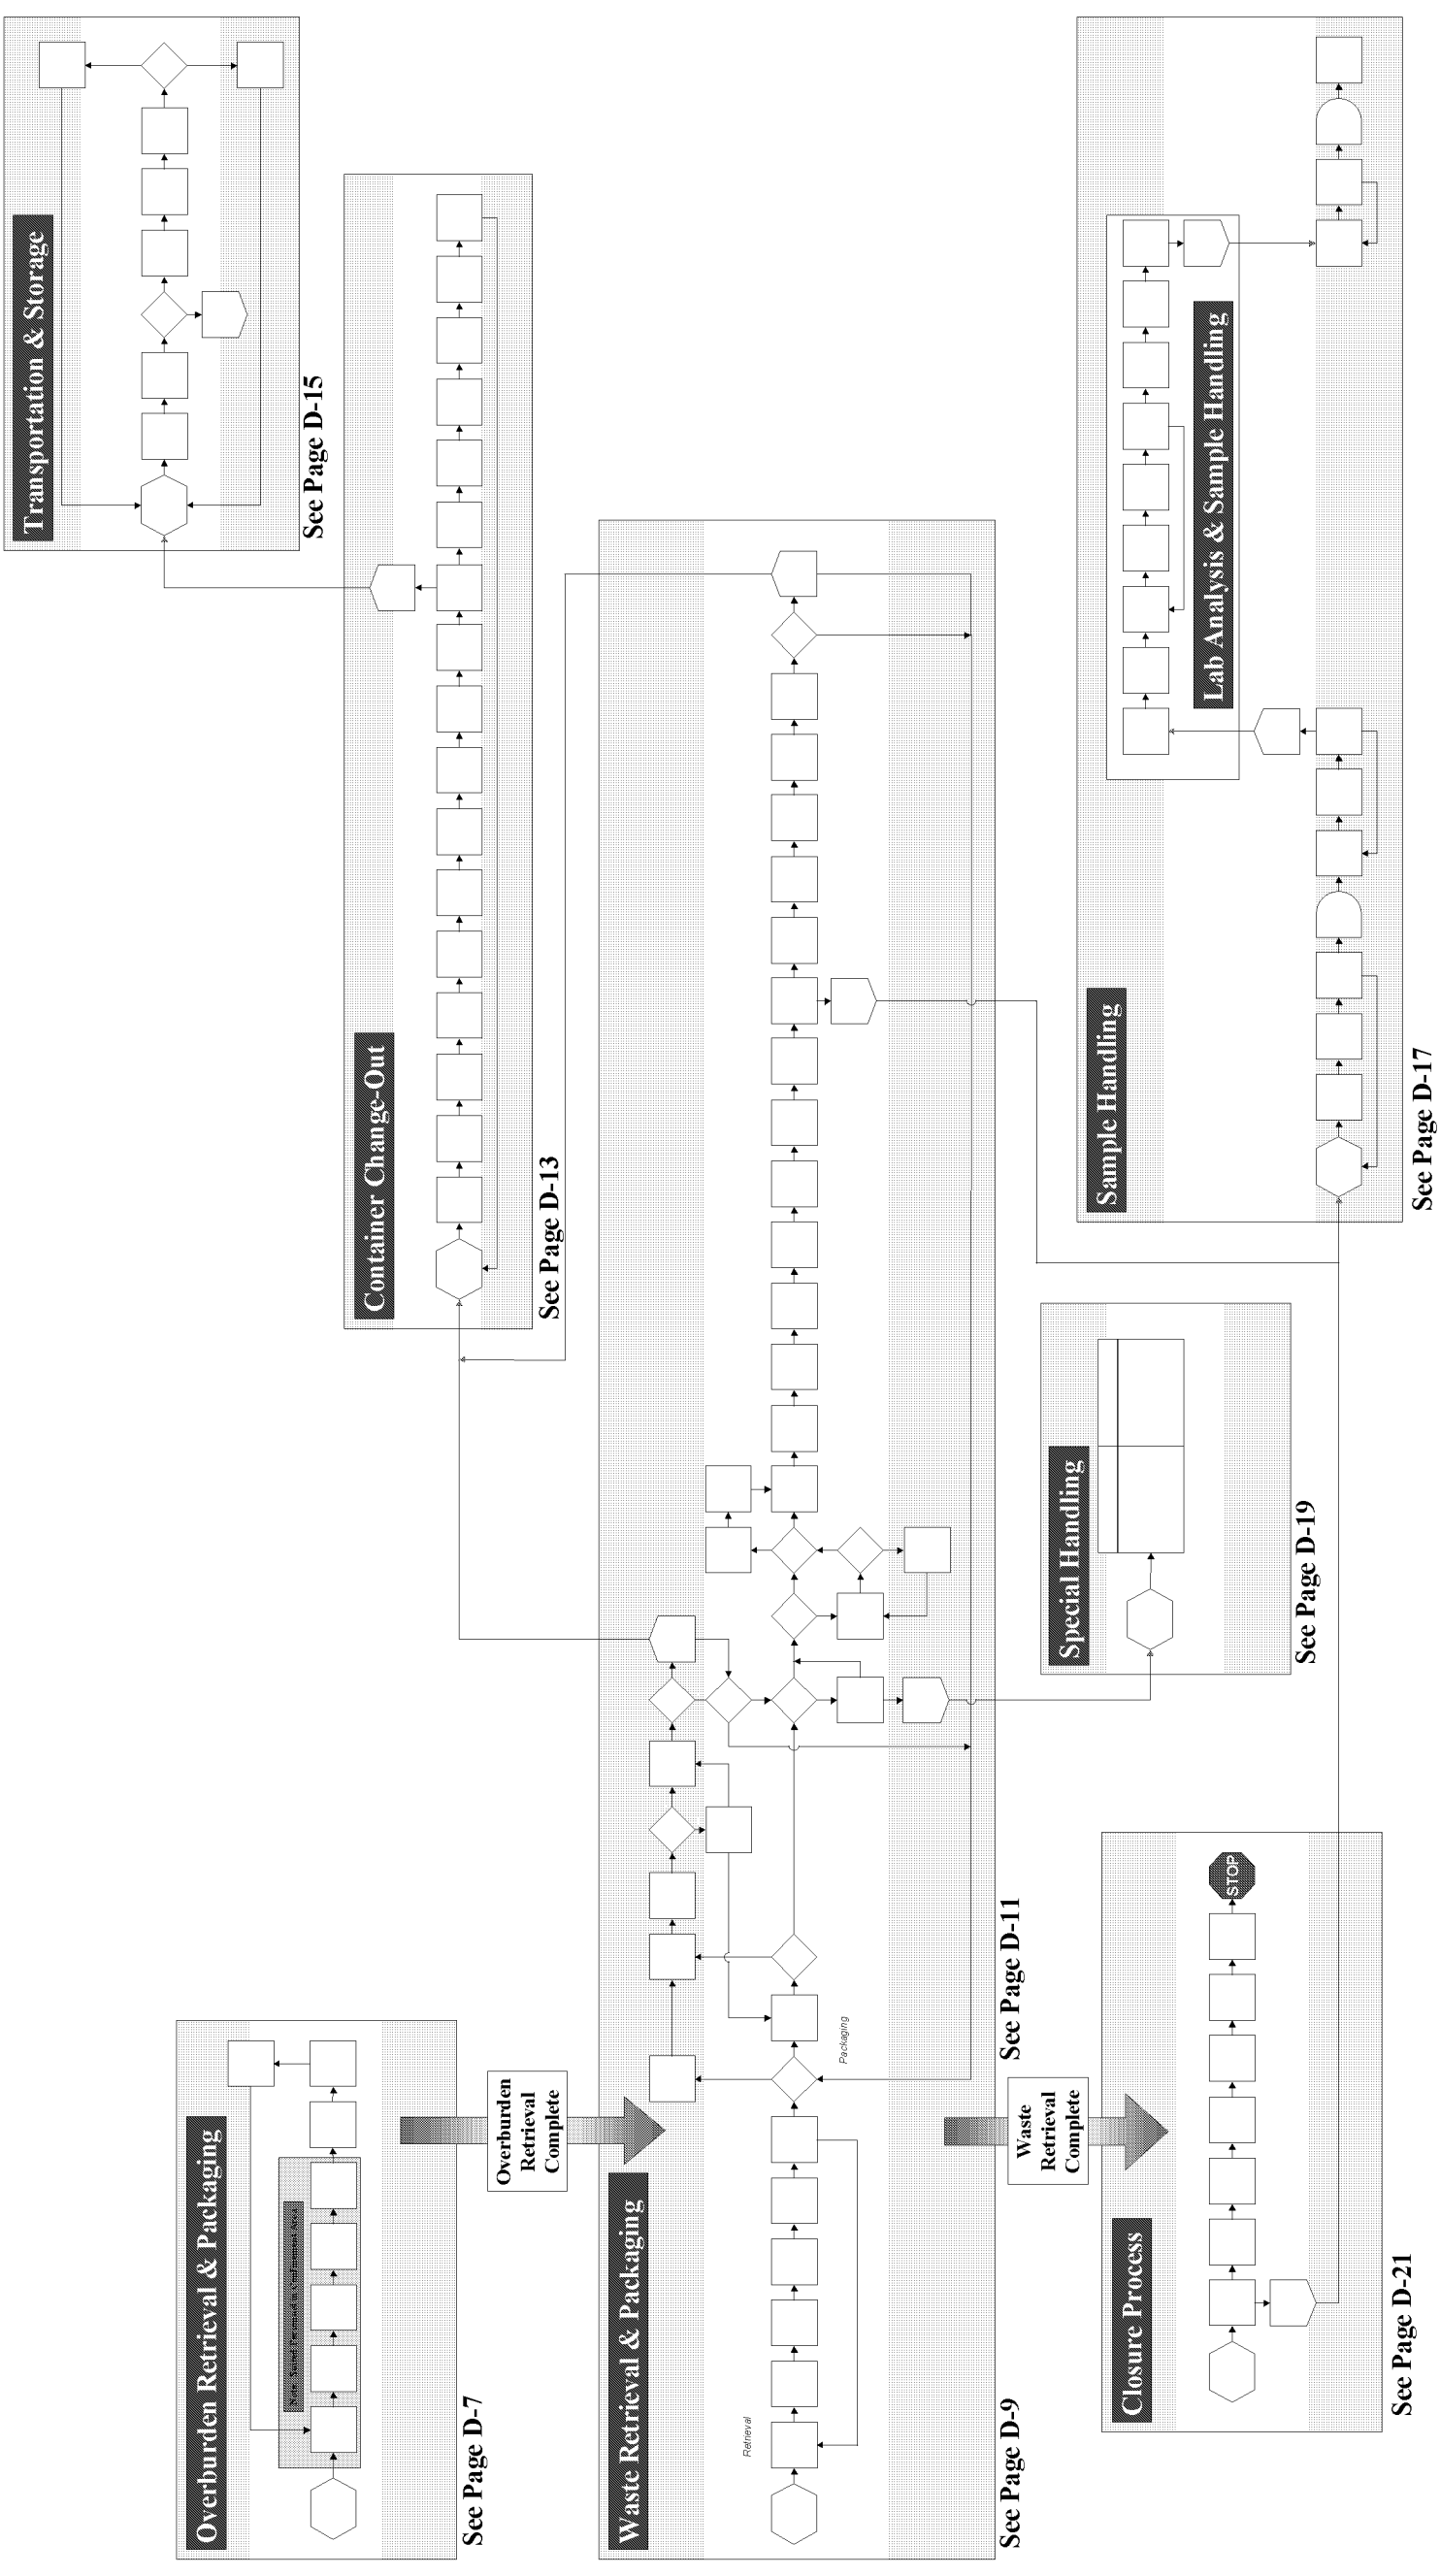 Transportation & Storage
See Page D-15
Container Change-Out
See Page D-13
Overburden Retrieval & Packaging
See Page D-7
Overburden
Retrieval
Complete
Waste Retrieval & Packaging
Retrieval
Packaging
See Page D-9
See Page D-11
Waste
Retrieval
Complete
Special Handling
See Page D-19
Sample Handling
Lab Analysis & Sample Handling
See Page D-17
Closure Process
STOP
See Page D-21